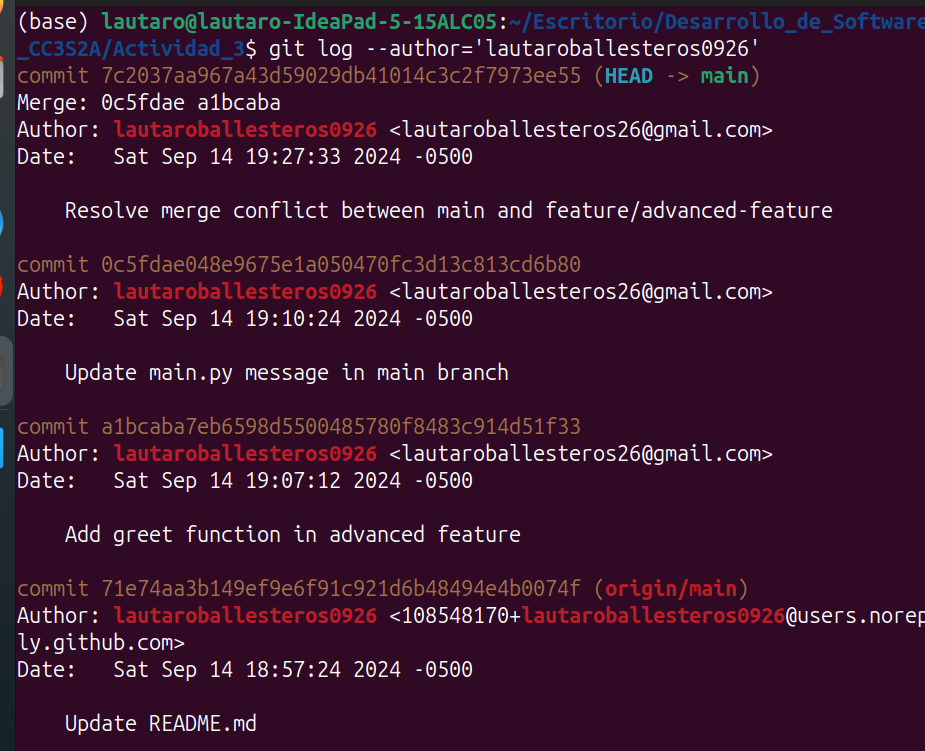 (base) lautaro@lautaro-IdeaPad-5-15ALC05:~/Escritorio/Desarrollo_de_Software
_CC3S2A/Actividad_3$ git log --author='lautaroballesteros0926'
commit 7c2037aa967a43d59029db41014c3c2f7973ee55 (HEAD -> main)
Merge: 0c5fdae a1bcaba
Author: lautaroballesteros0926 <lautaroballesteros26@gmail.com>
Date:   Sat Sep 14 19:27:33 2024 -0500
    Resolve merge conflict between main and feature/advanced-feature
commit 0c5fdae048e9675e1a050470fc3d13c813cd6b80
Author: lautaroballesteros0926 <lautaroballesteros26@gmail.com>
Date:   Sat Sep 14 19:10:24 2024 -0500
    Update main.py message in main branch
commit a1bcaba7eb6598d5500485780f8483c914d51f33
Author: lautaroballesteros0926 <lautaroballesteros26@gmail.com>
Date:   Sat Sep 14 19:07:12 2024 -0500
    Add greet function in advanced feature
commit 71e74aa3b149ef9e6f91c921d6b48494e4b0074f (origin/main)
Author: lautaroballesteros0926 <108548170+lautaroballesteros0926@users.norep
ly.github.com>
Date:   Sat Sep 14 18:57:24 2024 -0500
    Update README.md